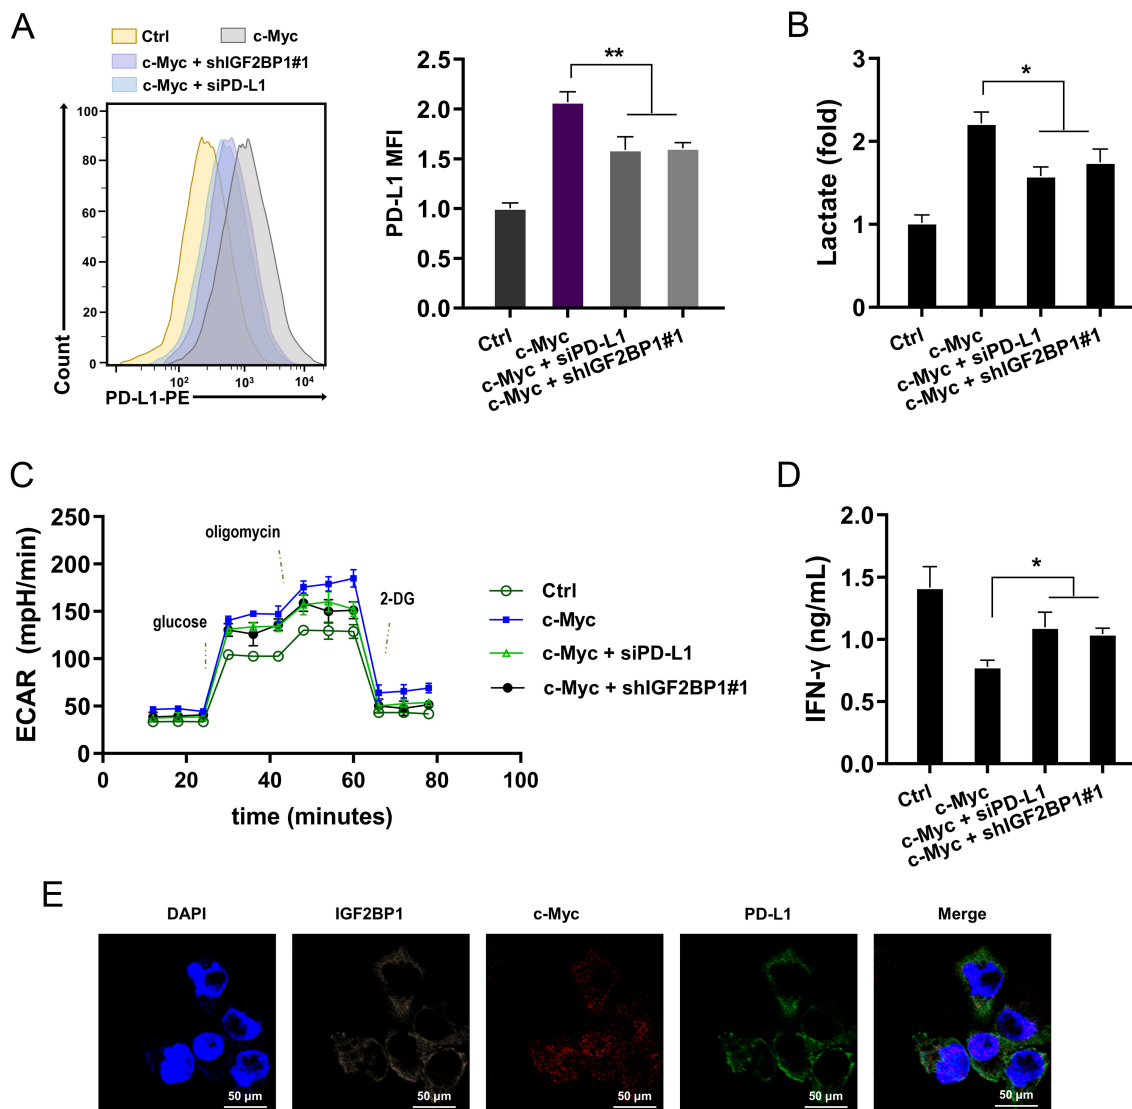 A
Ctrl
c-Myc
c-Myc + shIGF2BP1#1
c-Myc + siPD-L1
100
80
60
40
20
0
Count
10²
10³
10⁴
PD-L1-PE
2.5
2.0
1.5
1.0
0.5
0.0
PD-L1 MFI
**
Ctrl
c-Myc
c-Myc + siPD-L1
c-Myc + shIGF2BP1#1
B
3
2
1
0
Lactate (fold)
*
Ctrl
c-Myc
c-Myc + siPD-L1
c-Myc + shIGF2BP1#1
C
250
200
150
100
50
0
ECAR (mpH/min)
glucose
oligomycin
2-DG
0
20
40
60
80
100
time (minutes)
Ctrl
c-Myc
c-Myc + siPD-L1
c-Myc + shIGF2BP1#1
D
2.0
1.5
1.0
0.5
0.0
IFN-γ (ng/mL)
*
Ctrl
c-Myc
c-Myc + siPD-L1
c-Myc + shIGF2BP1#1
E
DAPI
IGF2BP1
c-Myc
PD-L1
Merge
50 μm
50 μm
50 μm
50 μm
50 μm